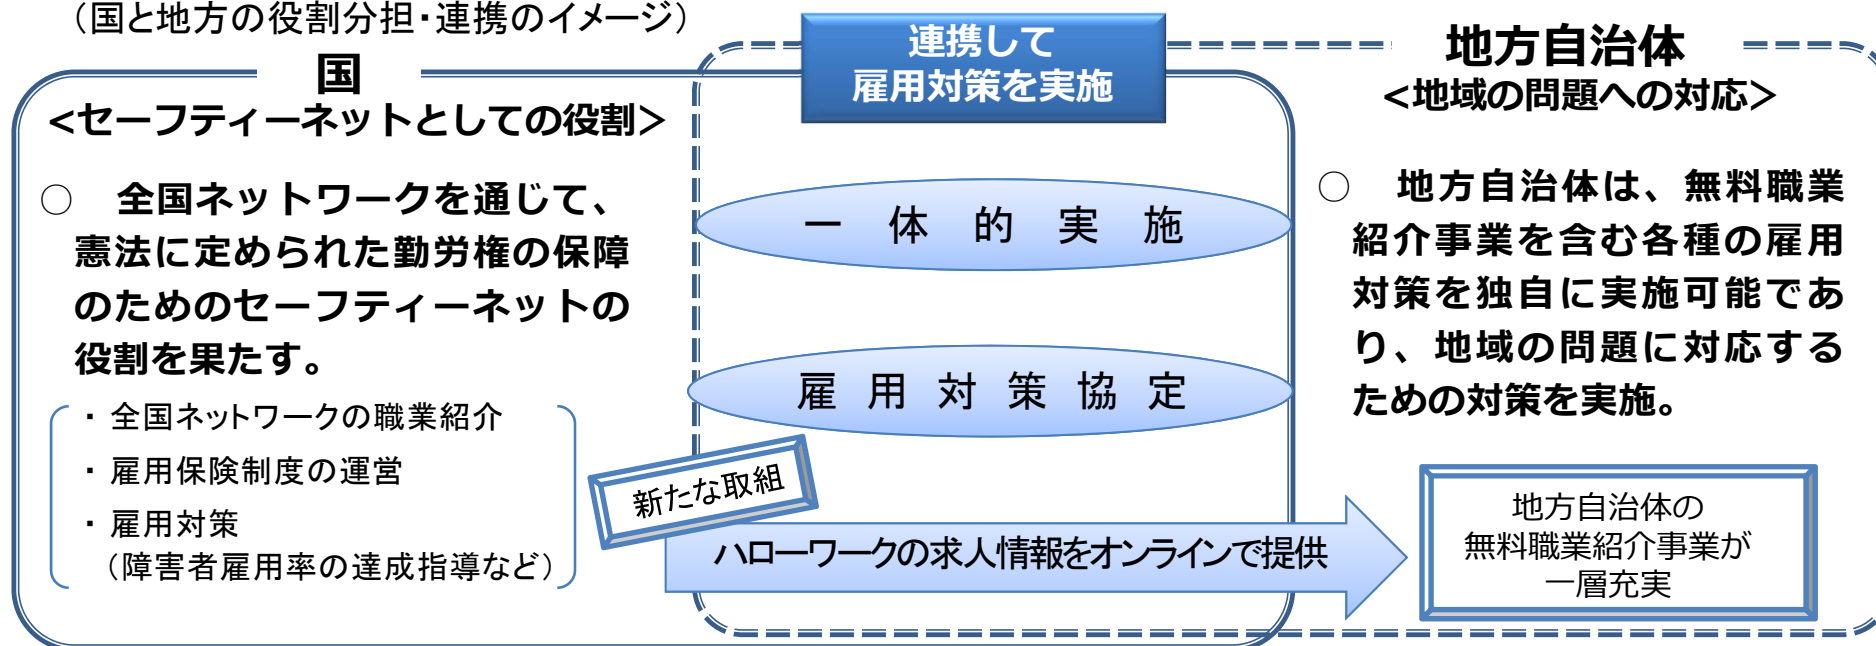 （国と地方の役割分担・連携のイメージ）
国
<セーフティーネットとしての役割>
○　全国ネットワークを通じて、
憲法に定められた勤労権の保障
のためのセーフティーネットの
役割を果たす。
・ 全国ネットワークの職業紹介
・ 雇用保険制度の運営
・ 雇用対策
（障害者雇用率の達成指導など）
連携して
雇用対策を実施
一体的実施
雇用対策協定
新たな取組
ハローワークの求人情報をオンラインで提供
地方自治体
<地域の問題への対応>
○　地方自治体は、無料職業
紹介事業を含む各種の雇用
対策を独自に実施可能であ
り、地域の問題に対応する
ための対策を実施。
地方自治体の
無料職業紹介事業が
一層充実